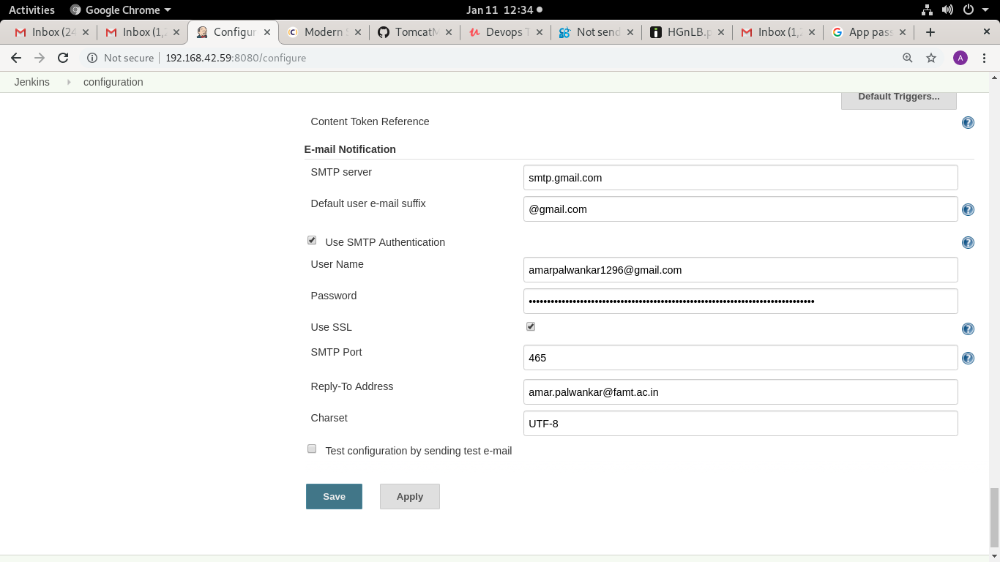 Activities Google Chrome Jan 11 12:34
Inbox (24 Inbox (1, Configur Modern TomcatM Devops T Not send HGnLB.p Inbox (1, App pas
Not secure 192.168.42.59:8080/configure A
Jenkins configuration
Default Triggers...
Content Token Reference
E-mail Notification
SMTP server smtp.gmail.com
Default user e-mail suffix @gmail.com
Use SMTP Authentication
User Name amarpalwankar1296@gmail.com
Password
Use SSL
SMTP Port 465
Reply-To Address amar.palwankar@famt.ac.in
Charset UTF-8
Test configuration by sending test e-mail
Save Apply